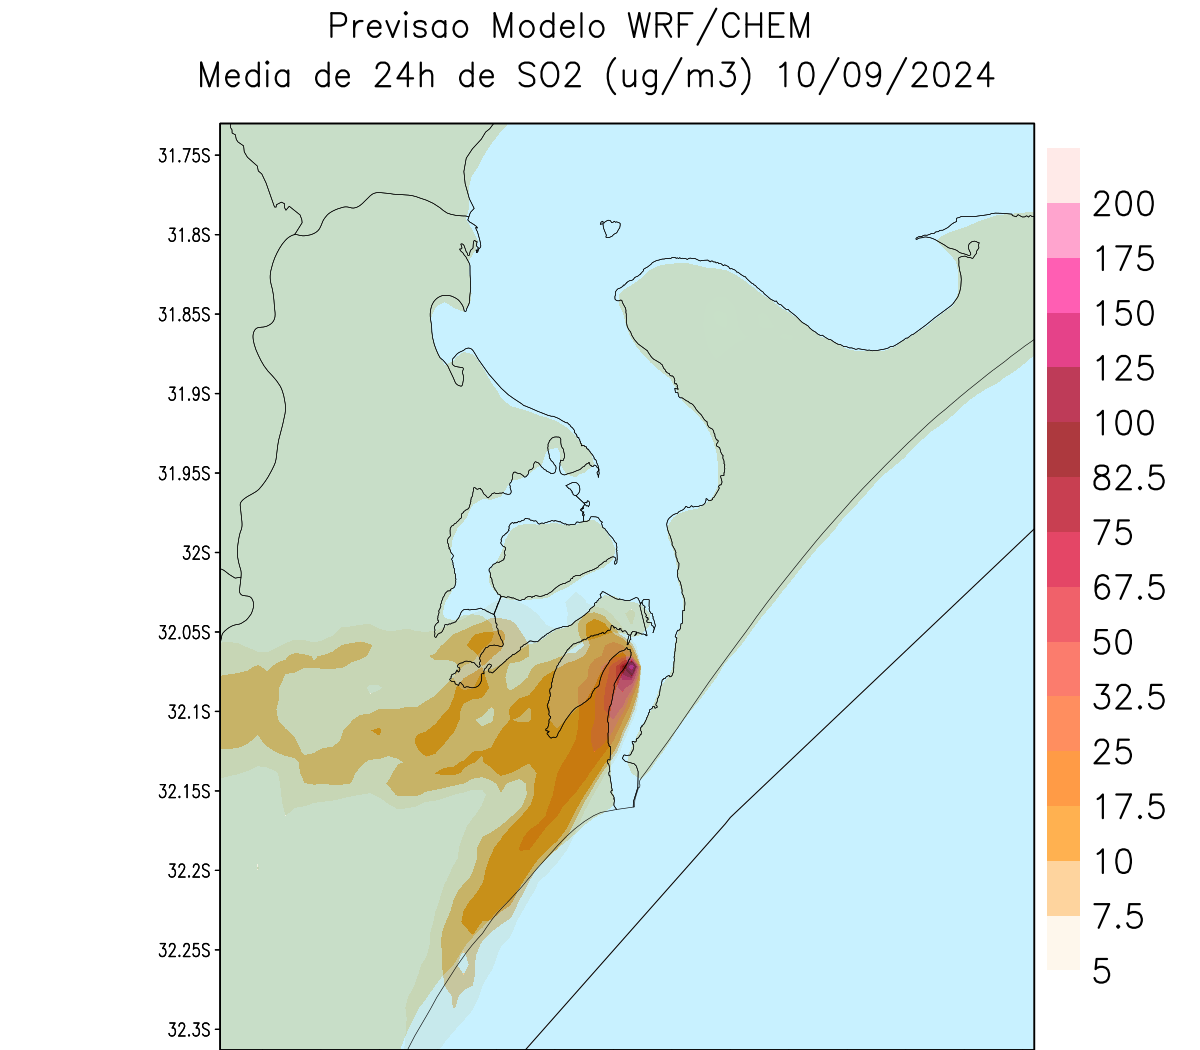 Previsao Modelo WRF/CHEM
Media de 24h de SO2 (ug/m3) 10/09/2024
31.75S
31.8S
31.85S
31.9S
31.95S
32S
32.05S
32.1S
32.15S
32.2S
32.25S
32.3S
200
175
150
125
100
82.5
75
67.5
50
32.5
25
17.5
10
7.5
5